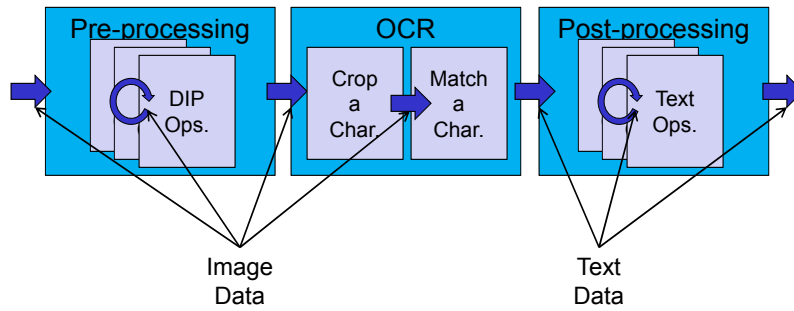 Pre-processing
OCR
Post-processing
DIP
Ops.
Crop
a
Char.
Match
a
Char.
Text
Ops.
Image
Data
Text
Data